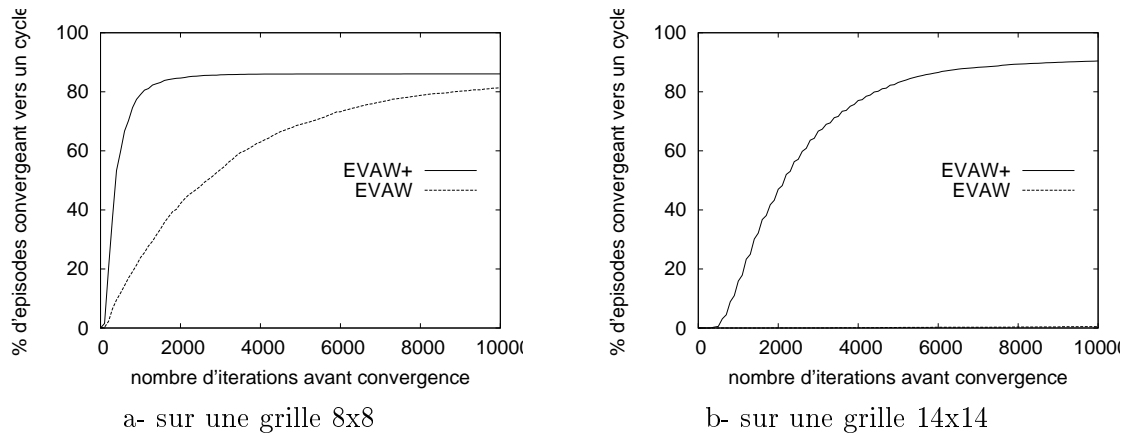 % d'episodes convergeant vers un cycle
100
80
60
40
20
0
EVAW+
EVAW
0 2000 4000 6000 8000 10000
nombre d'iterations avant convergence
a- sur une grille 8x8
% d'episodes convergeant vers un cycle
100
80
60
40
20
0
EVAW+
EVAW
0 2000 4000 6000 8000 10000
nombre d'iterations avant convergence
b- sur une grille 14x14